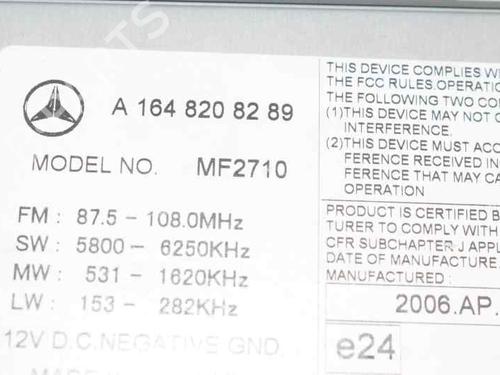 A 164 820 82 89
MODEL NO. MF2710
FM : 87.5 - 108.0MHz
SW : 5800 - 6250KHz
MW : 531 - 1620KHz
LW : 153 - 282KHz
12V D.C.NEGATIVE GND.
THIS DEVICE COMPLIES
THE FCC RULES.OPERATION
THE FOLLOWING TWO
(1)THIS DEVICE MAY NOT
INTERFERENCE.
(2)THIS DEVICE MUST
FERENCE RECEIVED
FERENCE THAT MAY
OPERATION
PRODUCT IS CERTIFIED
TURER TO COMPLY WITH
CFR SUBCHAPTER J
DATE OF MANUFACTURE
MANUFACTURED :
2006.AP.
e24